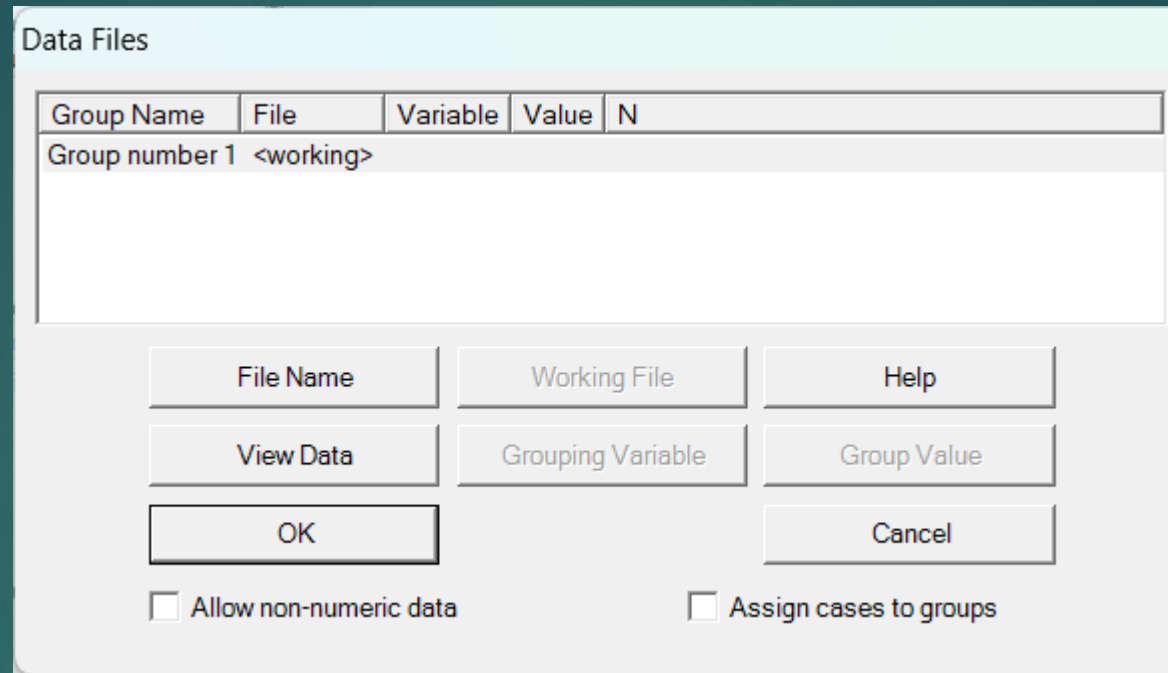 Data Files
Group Name File Variable Value N
Group number 1 <working>
File Name Working File Help
View Data Grouping Variable Group Value
OK Cancel
Allow non-numeric data Assign cases to groups